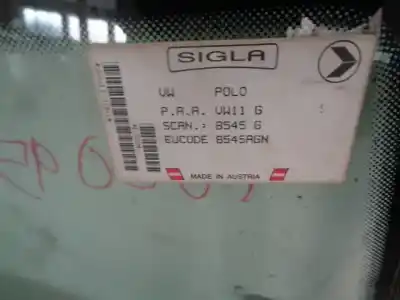 SIGLA
VW POLO
P.A.A. VW11 G
SCAN.: 8545 G
EUCODE 8545AGN
MADE IN AUSTRIA